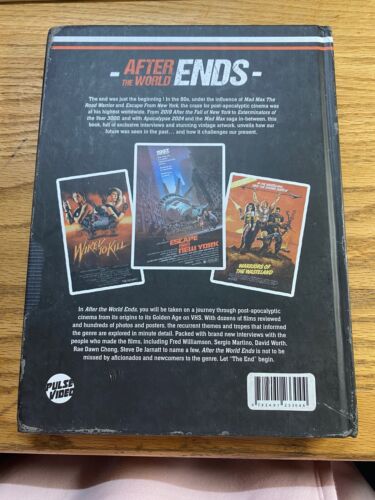 - AFTER THE WORLD ENDS -
The end was just the beginning ! In the 80s, under the influence of Mad Max The
Road Warrior and Escape From New York, the craze for post-apocalyptic cinema was
at his highest worldwide. From 2019 After the Fall of New York to Exterminators of
the Year 3000, and with Apocalypse 2024 and the Mad Max saga in-between, this
book, full of exclusive interviews and stunning vintage artwork, unveils how our
future was seen in the past... and how it challenges our present.
WIRED TO KILL
1997
ESCAPE
FROM
NEW YORK
WARRIORS OF
THE WASTELAND
In After the World Ends, you will be taken on a journey through post-apocalyptic
cinema from its origins to its Golden Age on VHS. With dozens of films reviewed
and hundreds of photos and posters, the recurrent themes and tropes that informed
the genre are explored in minute detail. Packed with brand new interviews with the
people who made the films, including Fred Williamson, Sergio Martino, David Worth,
Rae Dawn Chong, Steve De Jarnatt to name a few, After the World Ends is not to be
missed by aficionados and newcomers to the genre. Let "The End" begin.
PULSE
VIDEO